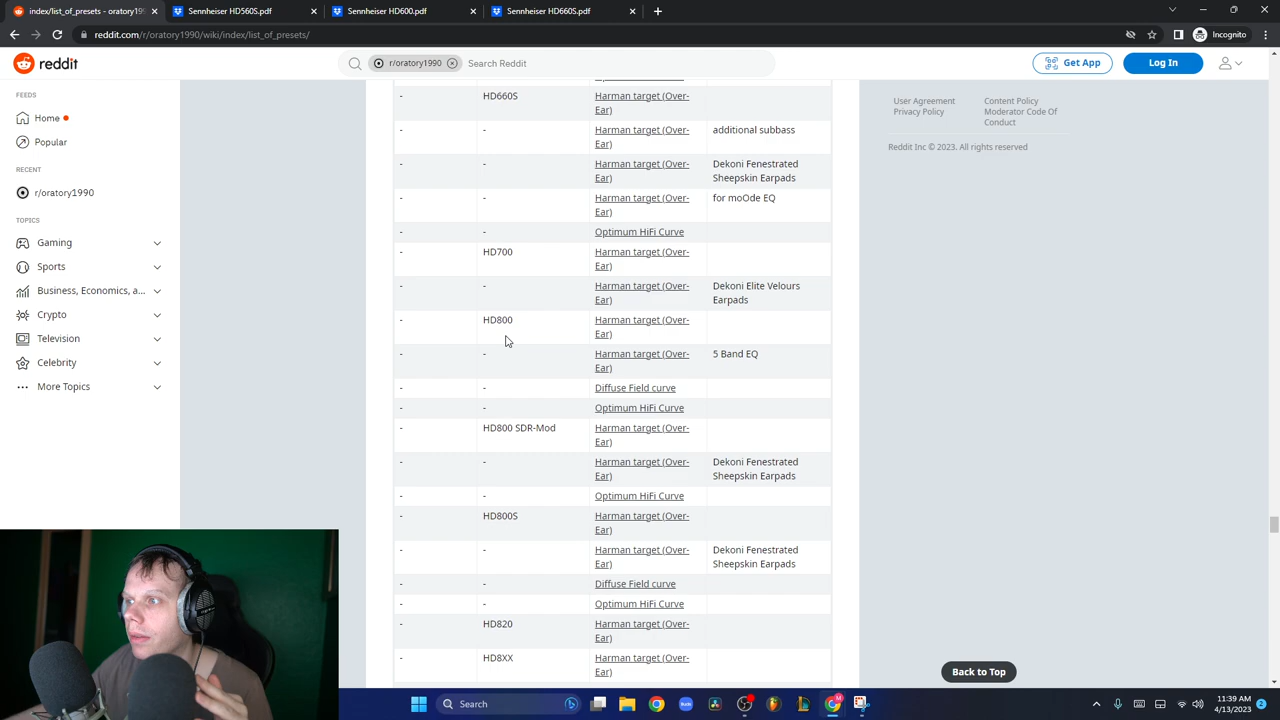 index/list_of_presets - oratory19
Sennheiser HD560S.pdf
Sennheiser HD600.pdf
Sennheiser HD660S.pdf
reddit.com/r/oratory1990/wiki/index/list_of_presets/
Incognito
reddit
r/oratory1990
Search Reddit
Get App
Log In
FEEDS
Home
Popular
RECENT
r/oratory1990
TOPICS
Gaming
Sports
Business, Economics, a...
Crypto
Television
Celebrity
More Topics
- HD660S Harman target (Over-
Ear)
- - Harman target (Over- additional subbass
Ear)
- - Harman target (Over- Dekoni Fenestrated
Ear) Sheepskin Earpads
- - Harman target (Over- for moOde EQ
Ear)
- - Optimum HiFi Curve
- HD700 Harman target (Over-
Ear)
- - Harman target (Over- Dekoni Elite Velours
Ear) Earpads
- HD800 Harman target (Over-
Ear)
- - Harman target (Over- 5 Band EQ
Ear)
- - Diffuse Field curve
- - Optimum HiFi Curve
- HD800 SDR-Mod Harman target (Over-
Ear)
- - Harman target (Over- Dekoni Fenestrated
Ear) Sheepskin Earpads
- - Optimum HiFi Curve
- HD800S Harman target (Over-
Ear)
- - Harman target (Over- Dekoni Fenestrated
Ear) Sheepskin Earpads
- - Diffuse Field curve
- - Optimum HiFi Curve
- HD820 Harman target (Over-
Ear)
- HD8XX Harman target (Over-
Ear)
User Agreement Content Policy
Privacy Policy Moderator Code Of
Conduct
Reddit Inc © 2023. All rights reserved
Back to Top
Search
11:39 AM
4/13/2023
2